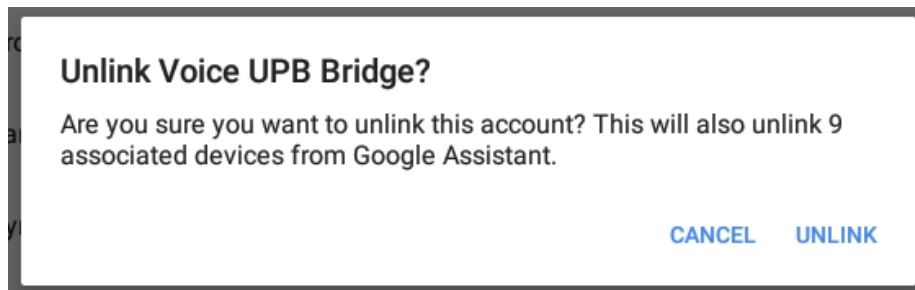 Unlink Voice UPB Bridge?
Are you sure you want to unlink this account? This will also unlink 9
associated devices from Google Assistant.
CANCEL UNLINK